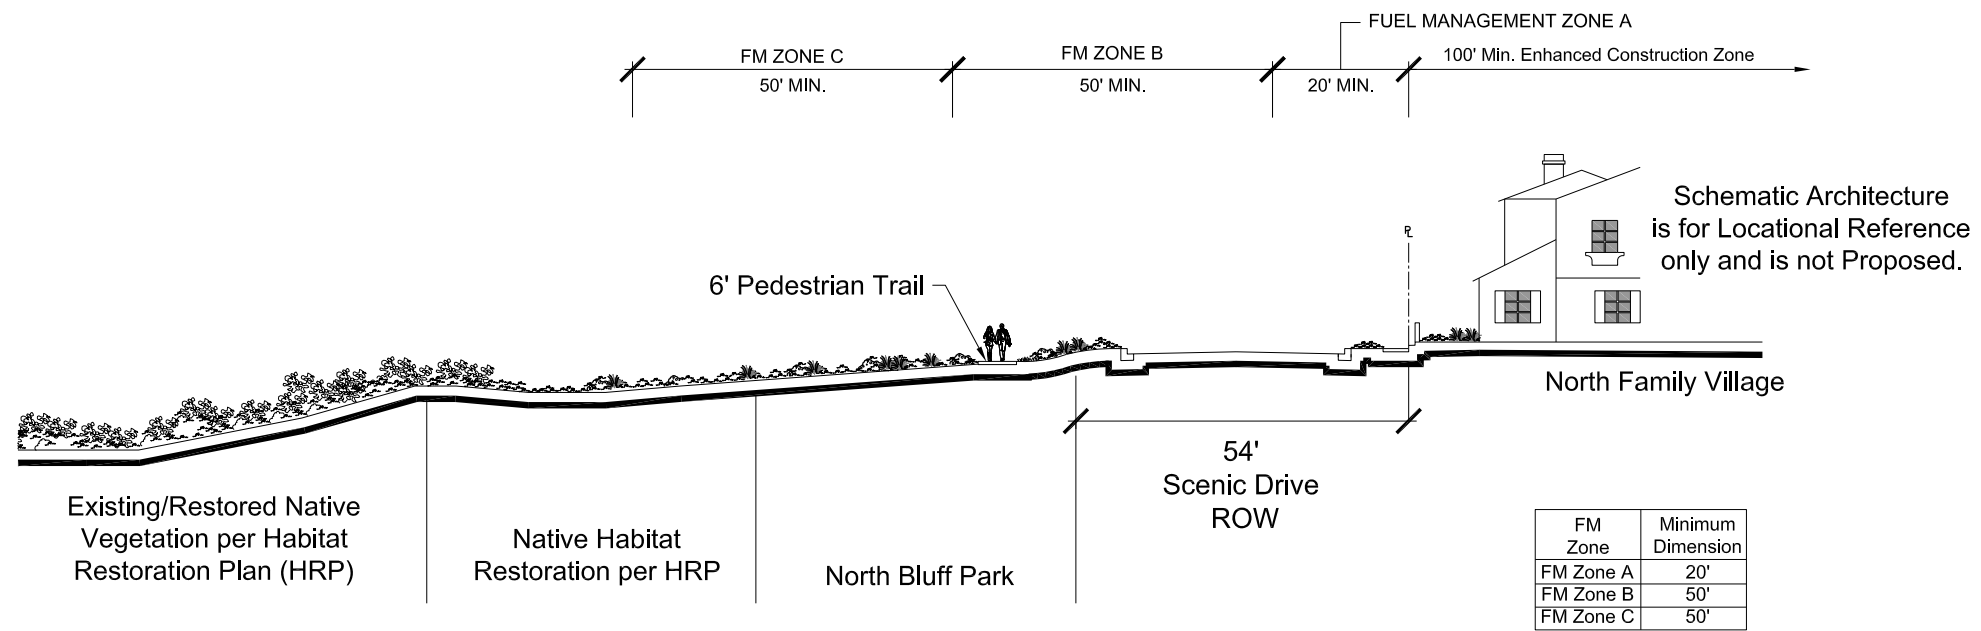 FUEL MANAGEMENT ZONE A
FM ZONE C
FM ZONE B
100' Min. Enhanced Construction Zone
50' MIN.
50' MIN.
20' MIN.
Schematic Architecture
is for Locational Reference
only and is not Proposed.
PL
6' Pedestrian Trail
North Family Village
54'
Scenic Drive
ROW
Existing/Restored Native
Vegetation per Habitat
Restoration Plan (HRP)
Native Habitat
Restoration per HRP
North Bluff Park
FM Zone Minimum Dimension
FM Zone A 20'
FM Zone B 50'
FM Zone C 50'